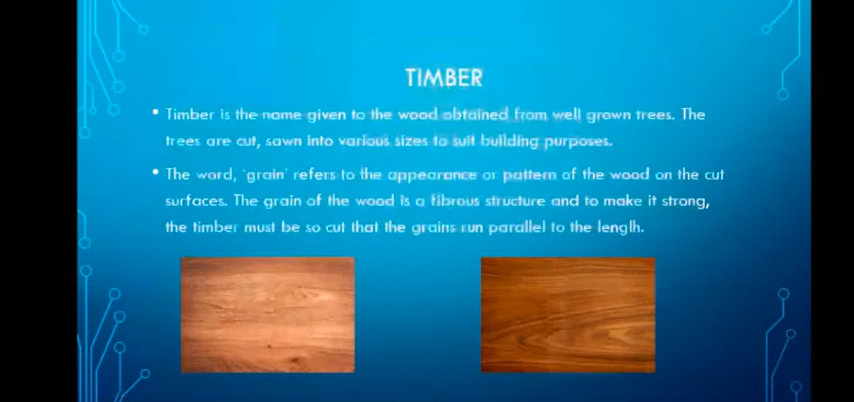 TIMBER
• Timber is the name given to the wood obtained from well grown trees. The
trees are cut, sawn into various sizes to suit building purposes.
• The word, 'grain' refers to the appearance or pattern of the wood on the cut
surfaces. The grain of the wood is a fibrous structure and to make it strong,
the timber must be so cut that the grains run parallel to the length.